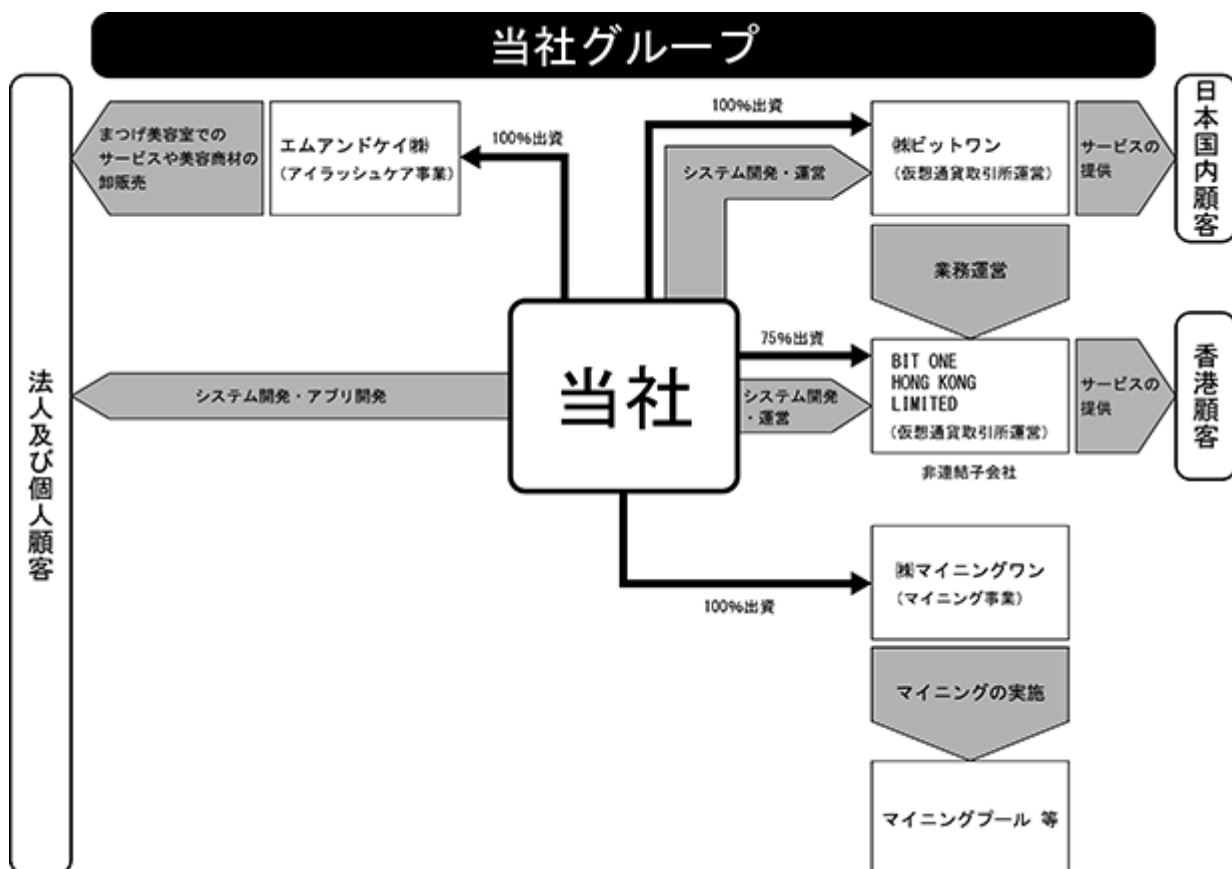 当社グループ
まつげ美容室での
サービスや美容商材の
卸販売
エムアンドケイ㈱
(アイラッシュケア事業)
100%出資
100%出資
システム開発・運営
㈱ビットワン
(仮想通貨取引所運営)
サービスの
提供
日本国内顧客
業務運営
法人及び個人顧客
システム開発・アプリ開発
当社
75%出資
システム開発
・運営
BIT ONE
HONG KONG
LIMITED
(仮想通貨取引所運営)
非連結子会社
サービスの
提供
香港顧客
100%出資
㈱マイニングワン
(マイニング事業)
マイニングの実施
マイニングプール 等